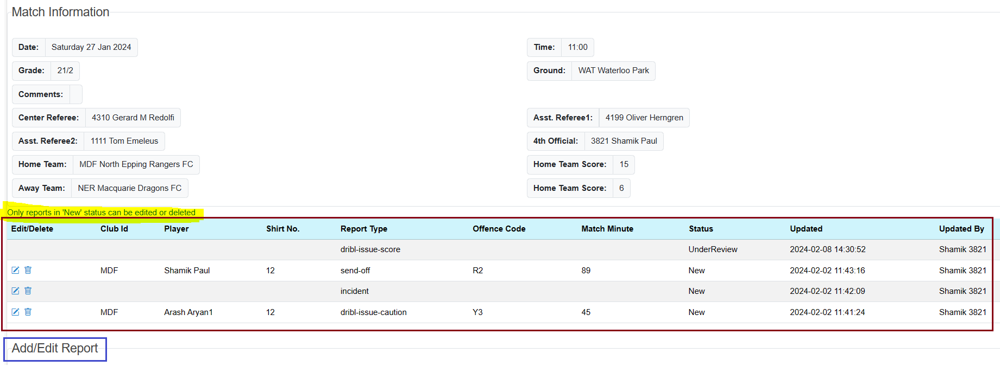 Match Information
Date: Saturday 27 Jan 2024 Time: 11:00
Grade: 21/2 Ground: WAT Waterloo Park
Comments:
Center Referee: 4310 Gerard M Redolfi Asst. Referee1: 4199 Oliver Herngren
Asst. Referee2: 1111 Tom Emeleus 4th Official: 3821 Shamik Paul
Home Team: MDF North Epping Rangers FC Home Team Score: 15
Away Team: NER Macquarie Dragons FC Home Team Score: 6
Only reports in 'New' status can be edited or deleted
Edit/Delete Club Id Player Shirt No. Report Type Offence Code Match Minute Status Updated Updated By
dribl-issue-score UnderReview 2024-02-08 14:30:52 Shamik 3821
MDF Shamik Paul 12 send-off R2 89 New 2024-02-02 11:43:16 Shamik 3821
incident New 2024-02-02 11:42:09 Shamik 3821
MDF Arash Aryan1 12 dribl-issue-caution Y3 45 New 2024-02-02 11:41:24 Shamik 3821
Add/Edit Report